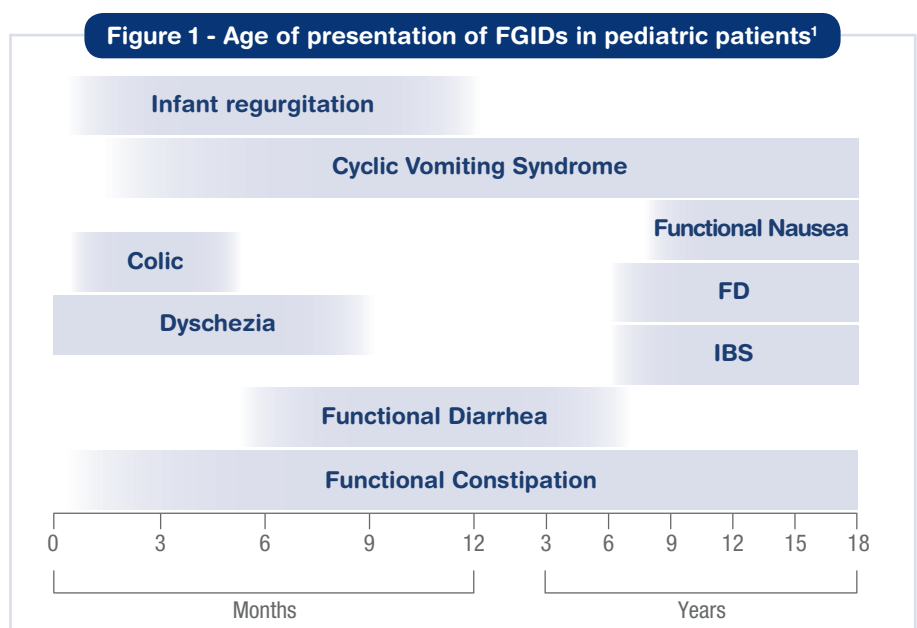 Figure 1 - Age of presentation of FGIDs in pediatric patients¹
Infant regurgitation
Cyclic Vomiting Syndrome
Functional Nausea
Colic
FD
Dyschezia
IBS
Functional Diarrhea
Functional Constipation
0 3 6 9 12 3 6 9 12 15 18
Months Years